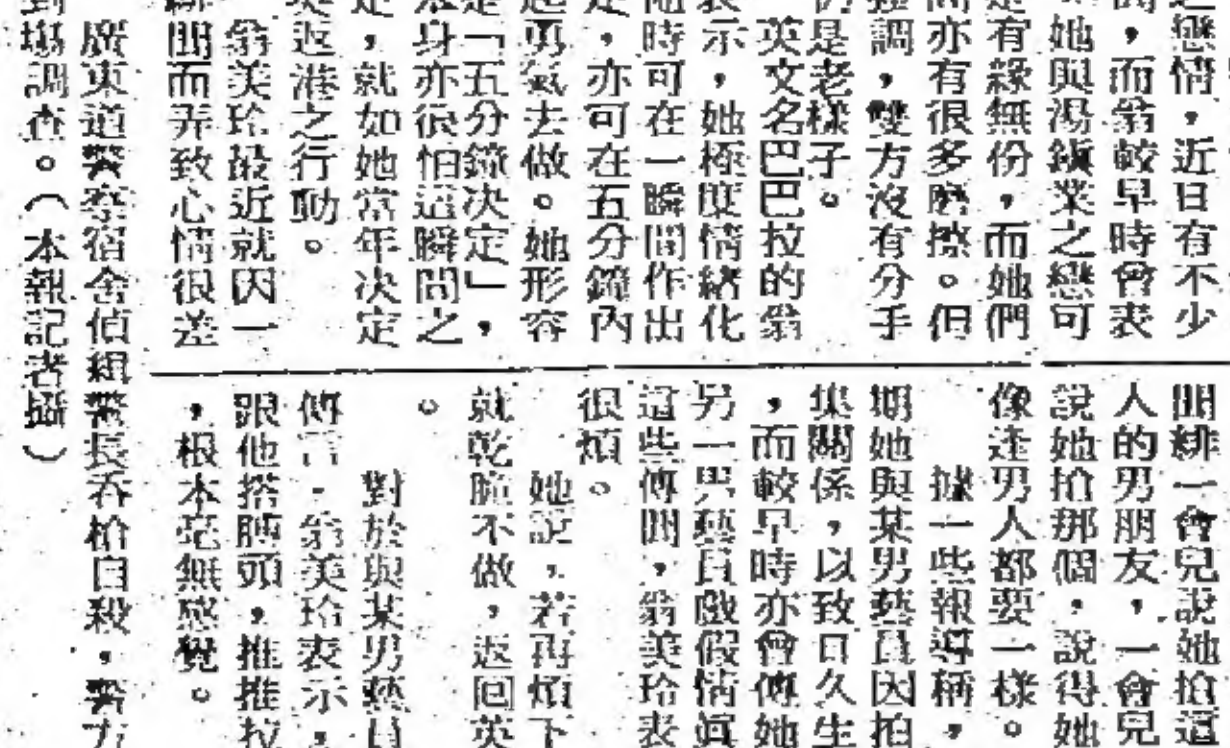 戀情，近日有不少
聞，而翁較早時曾表
她與湯鎮業之戀可
是有緣無份，而她們
間亦有很多磨擦。但
強調，雙方沒有分手
仍是老樣子。
英文名巴巴拉的翁
表示，她極度情緒化
隨時可在一瞬間作出
定，亦可在五分鐘內
起勇氣去做。她形容
是「五分鐘決定」，
身亦很怕這瞬間之
定，就如她當年決定
英返港之行動。
翁美玲最近就因一
緋聞而弄致心情很差
聞緋一會兒說她搶這
人的男朋友，一會兒
說她搶那個，說得她
像逢男人都要一樣。
據一些報導稱，
期她與某男藝員因拍
集關係，以致日久生
，而較早時亦曾傳她
另一男藝員戲假情真
這些傳聞，翁美玲表
很煩。
她說，若再煩下
就乾脆不做，返回英
。
對於與某男藝員
傳言，翁美玲表示，
跟他搭膊頭，推推拉
，根本毫無感覺。
廣東道警察宿舍偵緝警長吞槍自殺，警方
到場調查。（本報記者攝）